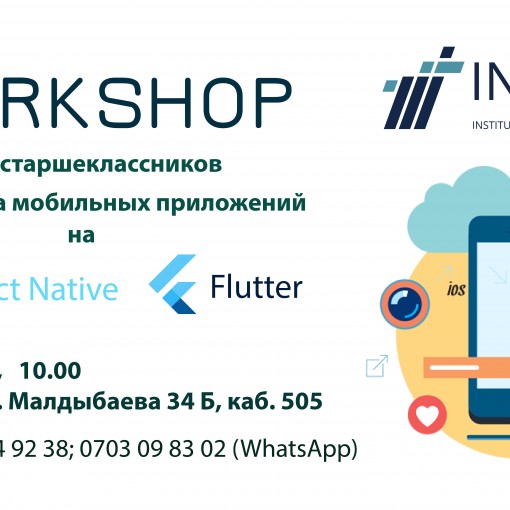 RKSHOP
старшеклассников
а мобильных приложений
на
ct Native
Flutter
10.00
. Малдыбаева 34 Б, каб. 505
4 92 38; 0703 09 83 02 (WhatsApp)
IN
INSTITU
ios